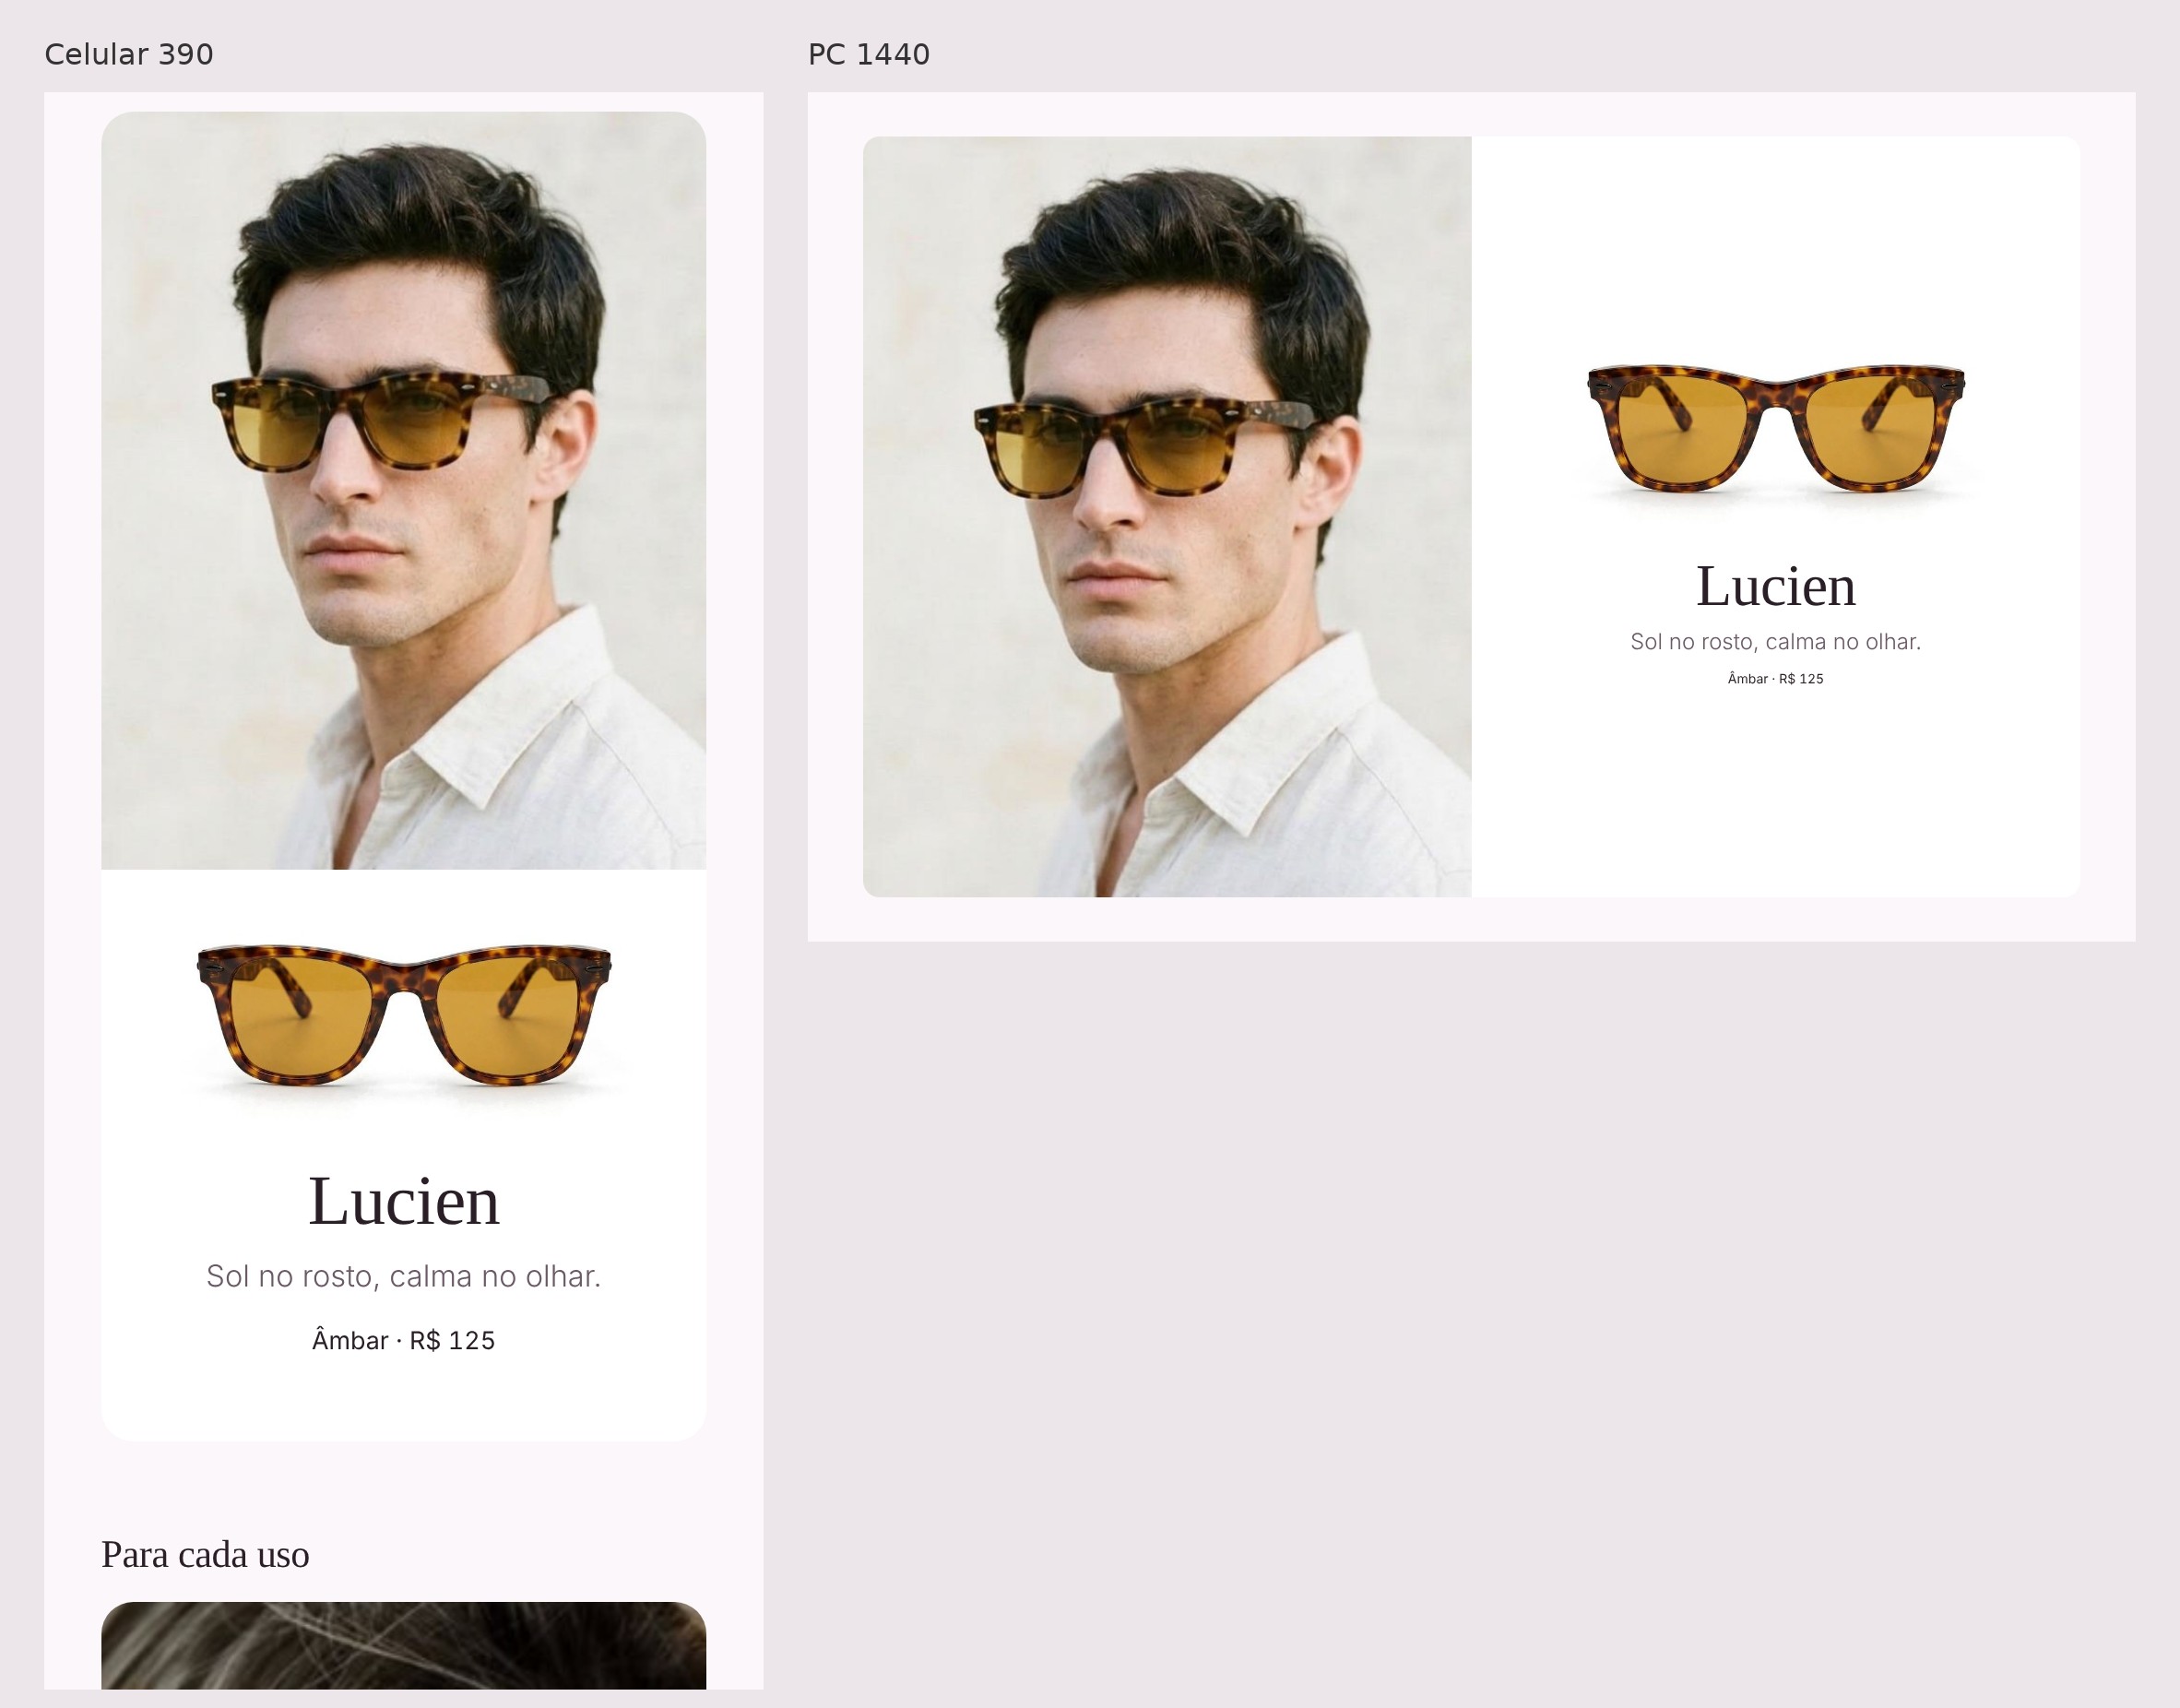 Celular 390
Lucien
Sol no rosto, calma no olhar.
Âmbar · R$ 125
Para cada uso
PC 1440
Lucien
Sol no rosto, calma no olhar.
Âmbar · R$ 125